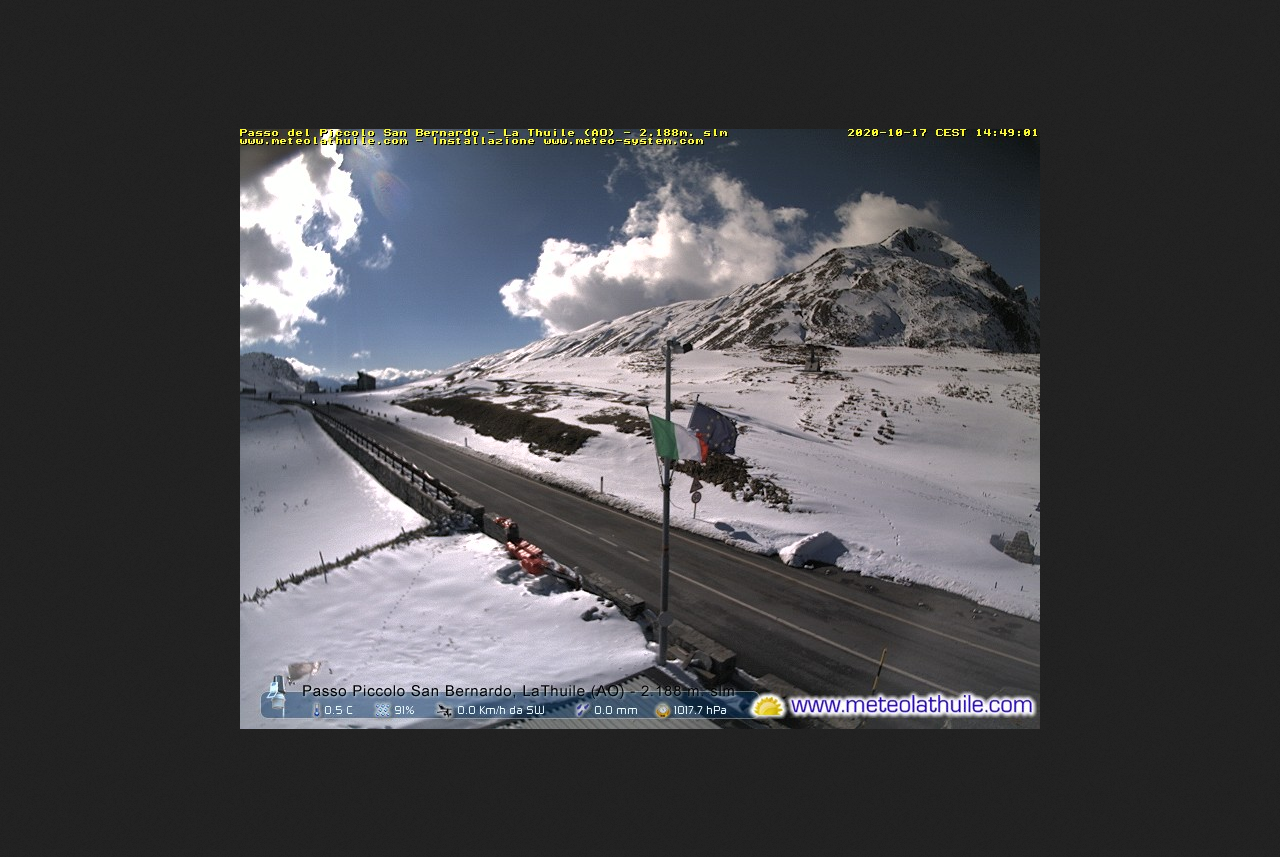 Passo del Piccolo San Bernardo - La Thuile (AO) - 2.188m. slm
2020-10-17 CEST 14:49:01
www.meteolathuile.com - Installazione www.meteo-system.com
Passo Piccolo San Bernardo, LaThuile (AO) - 2.188 m. slm
0.5 C 91% 0.0 Km/h da SW 0.0 mm 1017.7 hPa
www.meteolathuile.com